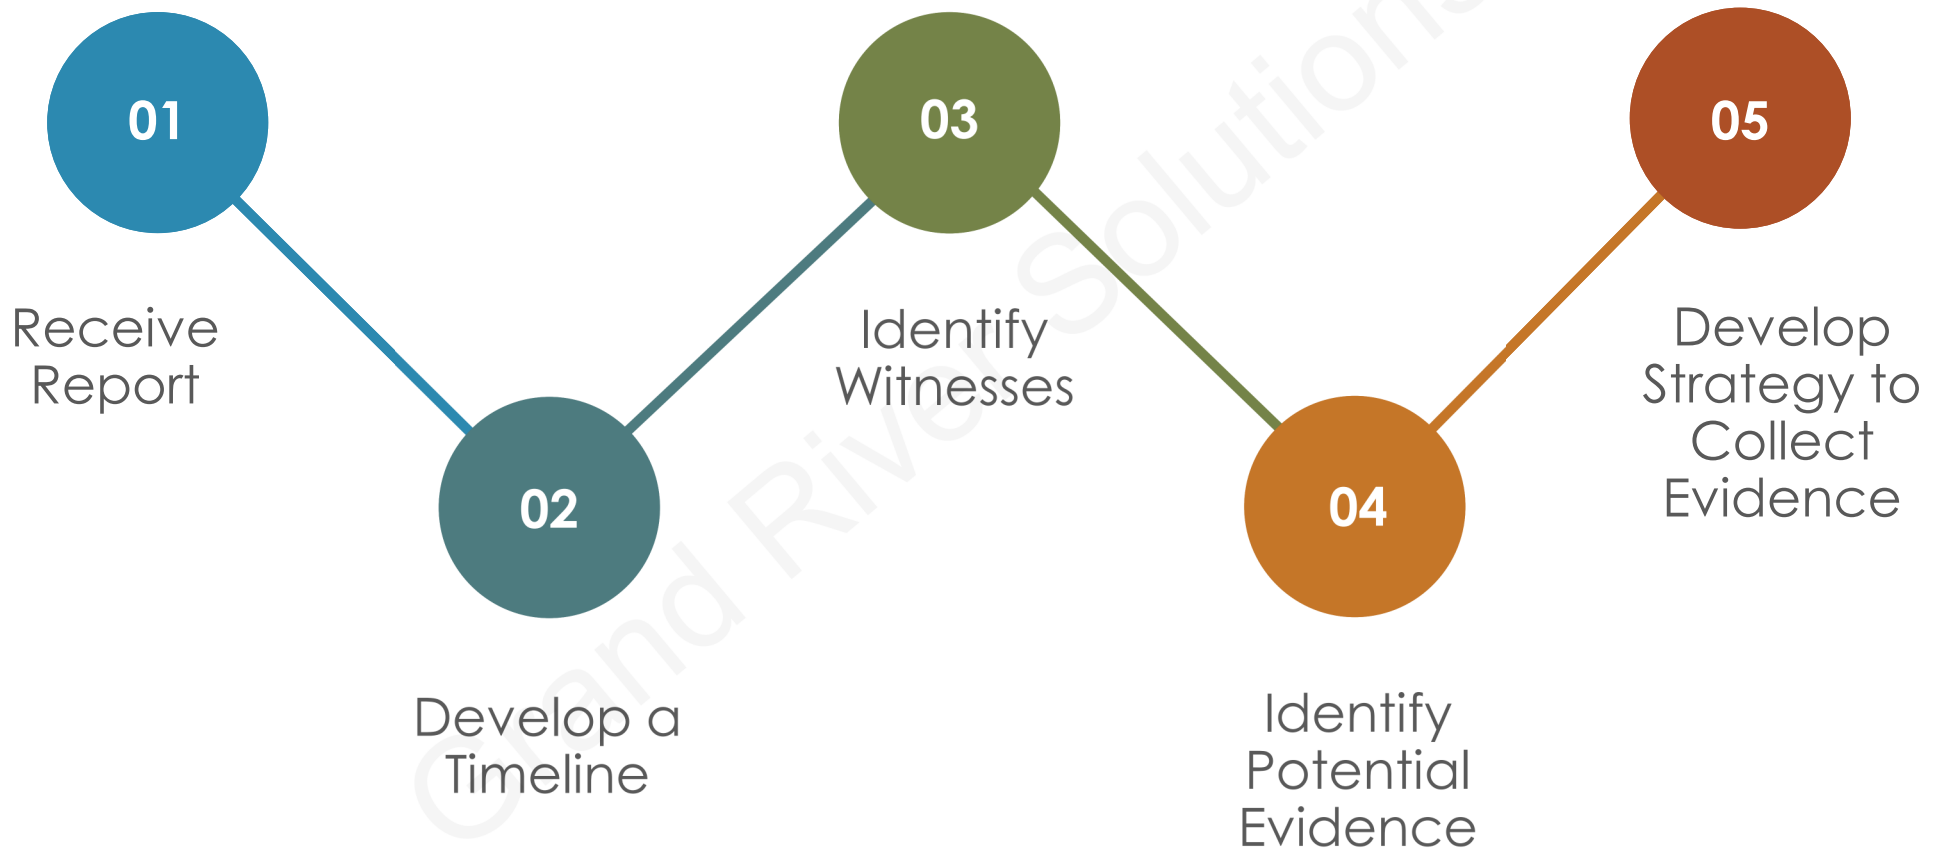 01
Receive
Report
02
Develop a
Timeline
03
Identify
Witnesses
04
Identify
Potential
Evidence
05
Develop
Strategy to
Collect
Evidence
Grand River Solutions